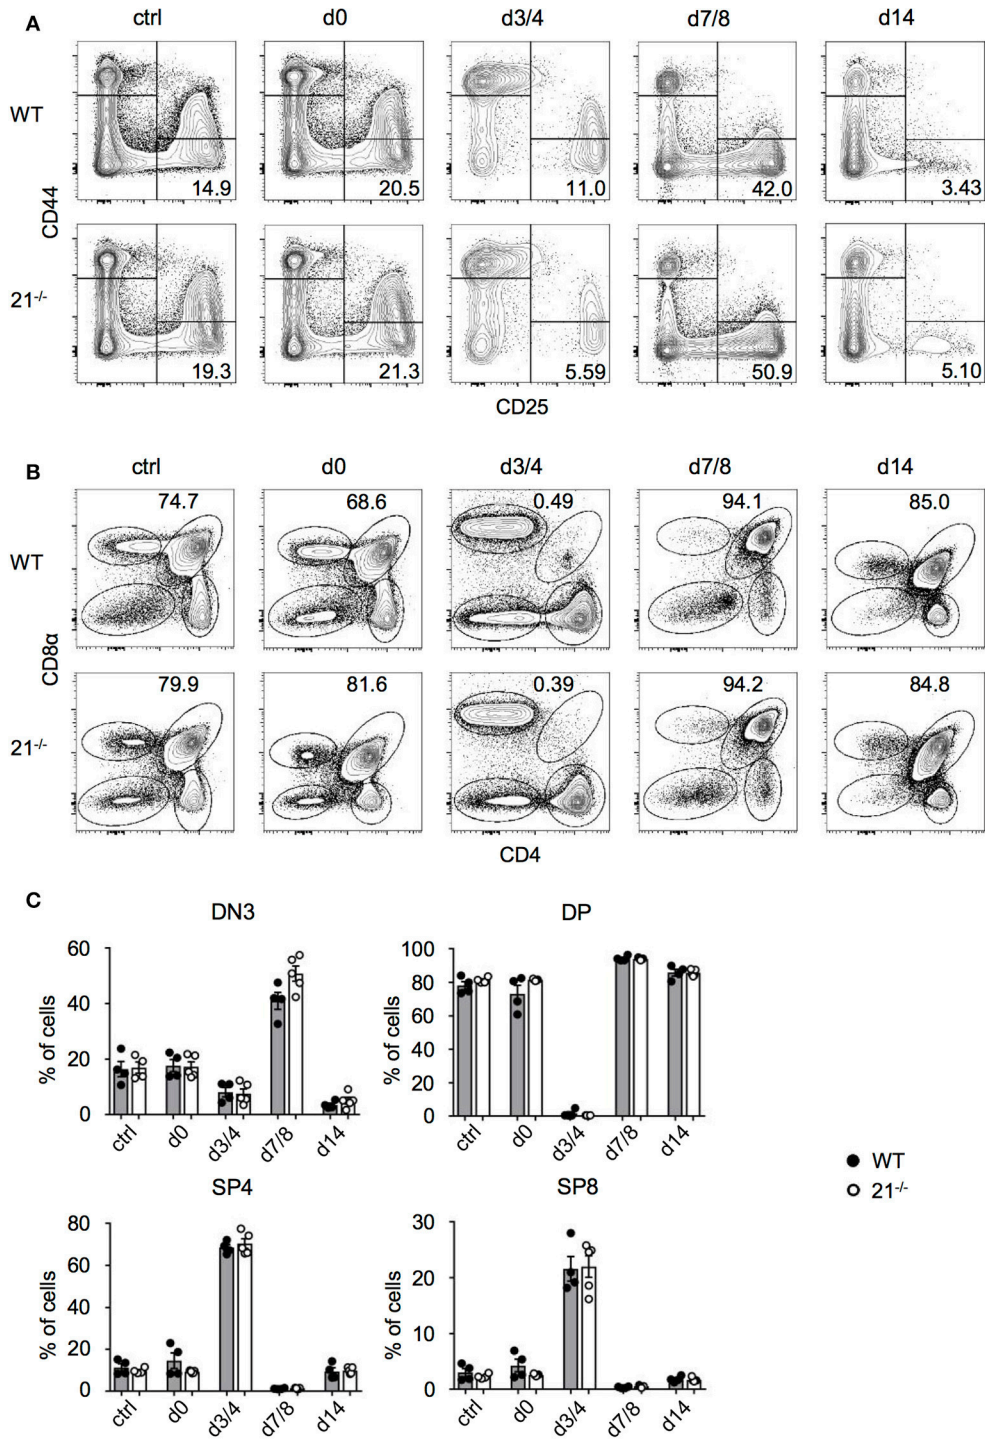 A
ctrl d0 d3/4 d7/8 d14
WT
14.9 20.5 11.0 42.0 3.43
CD44
21-/-
19.3 21.3 5.59 50.9 5.10
CD25
B
ctrl d0 d3/4 d7/8 d14
74.7 68.6 0.49 94.1 85.0
WT
CD8α
79.9 81.6 0.39 94.2 84.8
21-/-
CD4
C
DN3
% of cells
60
40
20
0
ctrl d0 d3/4 d7/8 d14
DP
% of cells
100
80
60
40
20
0
ctrl d0 d3/4 d7/8 d14
WT
21-/-
SP4
% of cells
80
60
40
20
0
ctrl d0 d3/4 d7/8 d14
SP8
% of cells
30
20
10
0
ctrl d0 d3/4 d7/8 d14